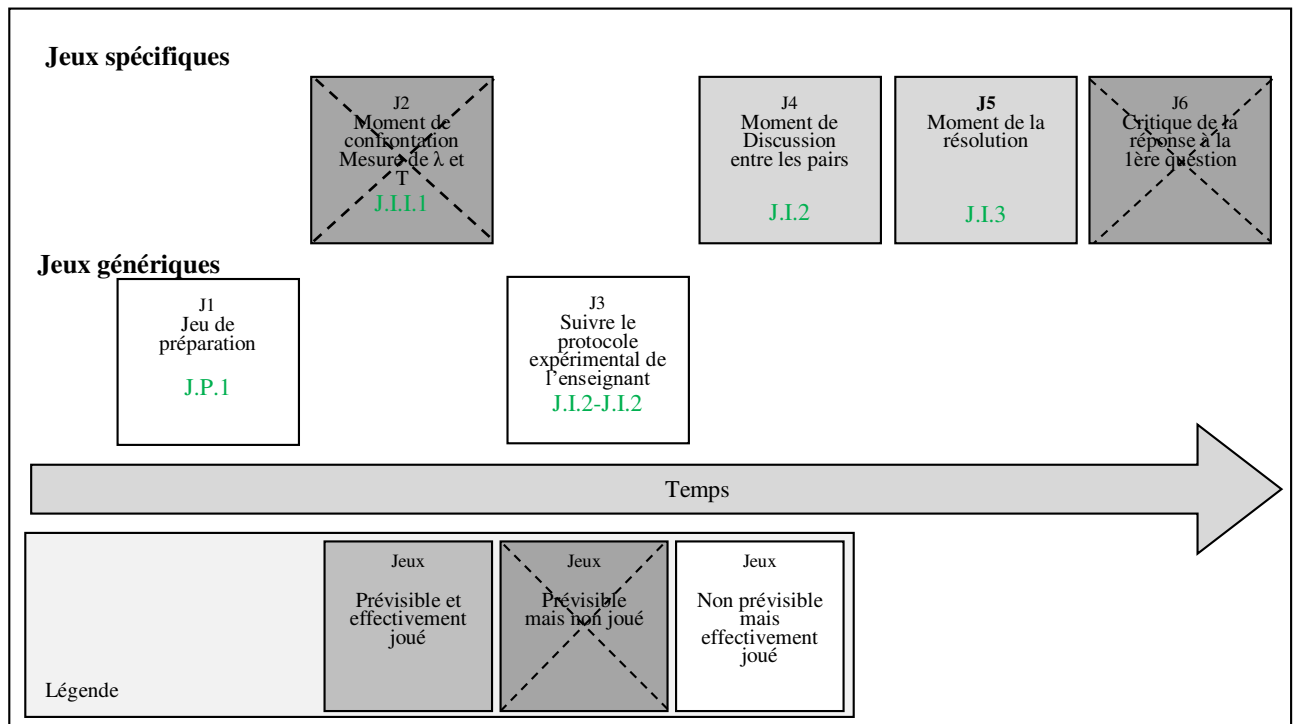 Jeux spécifiques
J2
Moment de
confrontation
Mesure de λ et
T
J.I.I.1
J4
Moment de
Discussion
entre les pairs
J.I.2
J5
Moment de la
résolution
J.I.3
J6
Critique de la
réponse à la
1ère question
Jeux génériques
J1
Jeu de
préparation
J.P.1
J3
Suivre le
protocole
expérimental de
l’enseignant
J.I.2-J.I.2
Temps
Légende
Jeux
Prévisible et
effectivement
joué
Jeux
Prévisible
mais non joué
Jeux
Non prévisible
mais
effectivement
joué